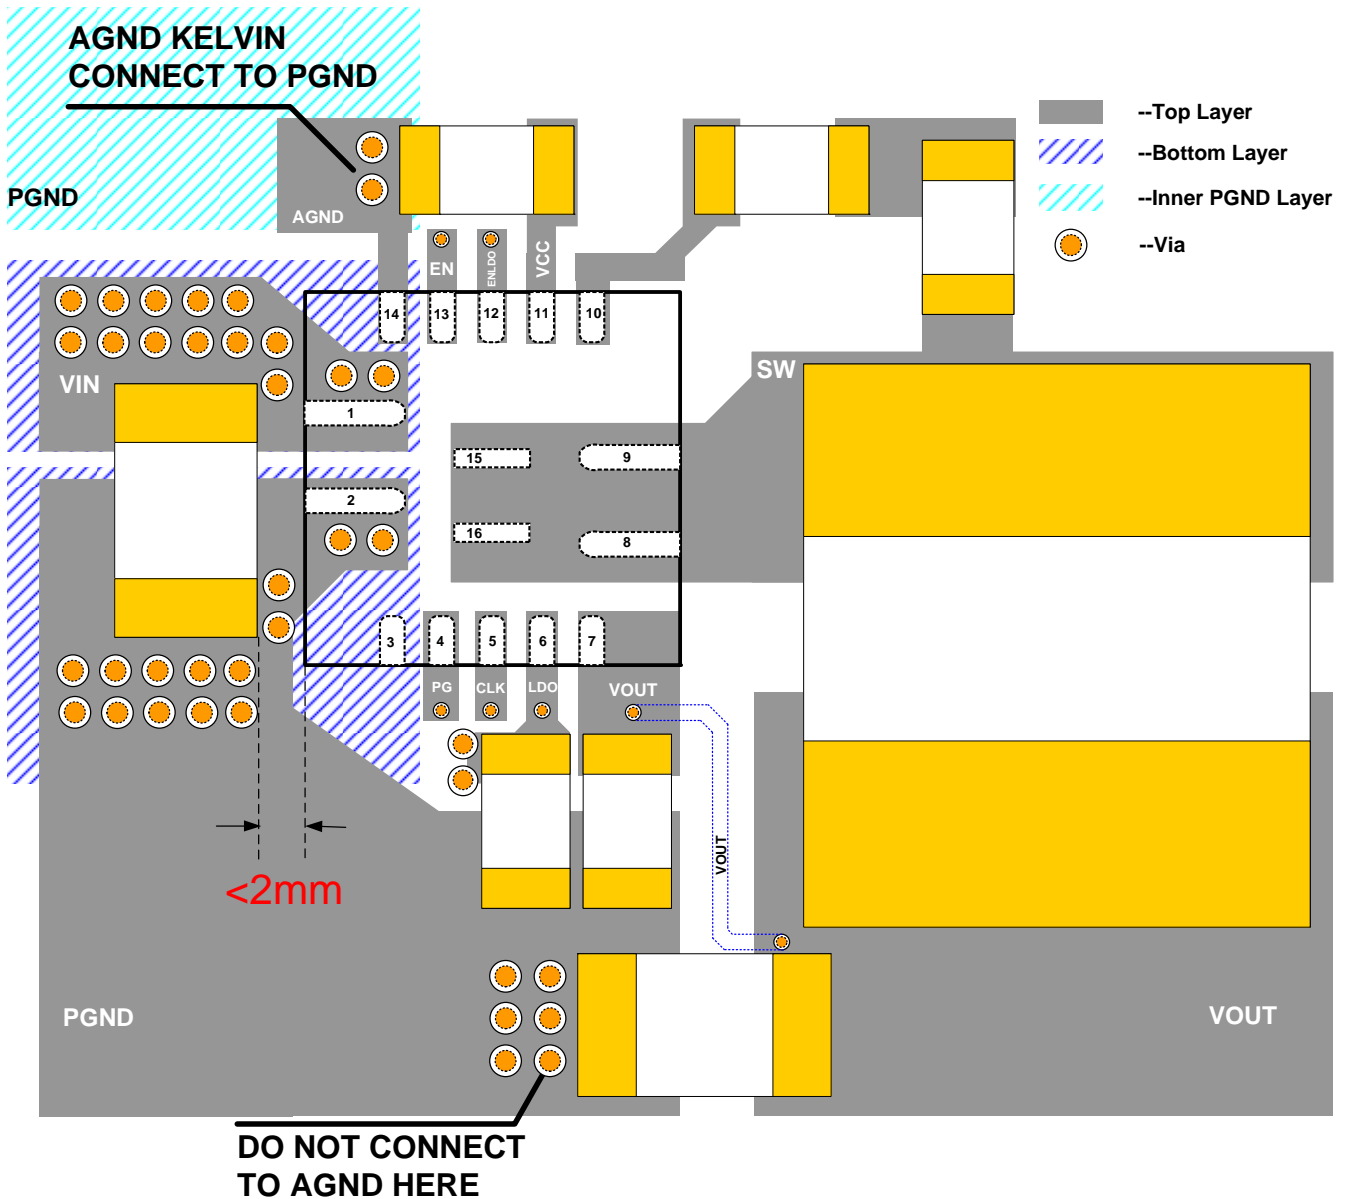 AGND KELVIN
CONNECT TO PGND
--Top Layer
--Bottom Layer
--Inner PGND Layer
--Via
PGND
AGND
EN
ENLDO
VCC
14
13
12
11
10
VIN
SW
1
15
9
2
16
8
3
4
5
6
7
PG
CLK
LDO
VOUT
VOUT
<2mm
PGND
VOUT
DO NOT CONNECT
TO AGND HERE